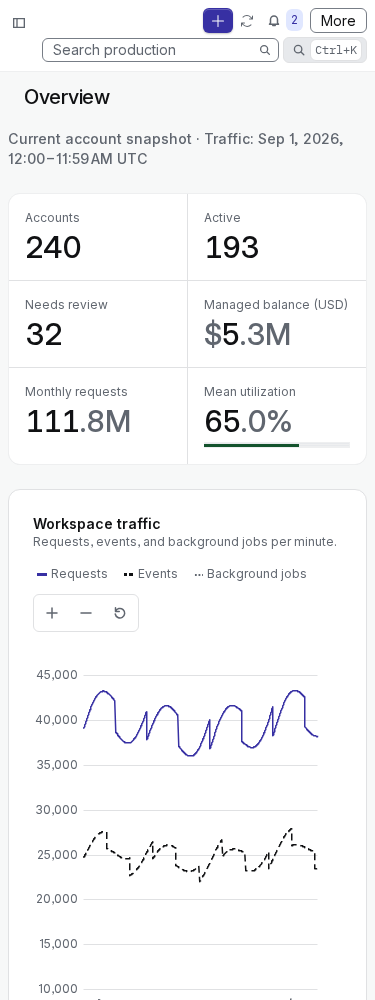 2
More
Search production
Ctrl+K
Overview
Current account snapshot · Traffic: Sep 1, 2026,
12:00–11:59 AM UTC
Accounts
240
Active
193
Needs review
32
Managed balance (USD)
$5.3M
Monthly requests
111.8M
Mean utilization
65.0%
Workspace traffic
Requests, events, and background jobs per minute.
Requests
Events
Background jobs
45,000
40,000
35,000
30,000
25,000
20,000
15,000
10,000